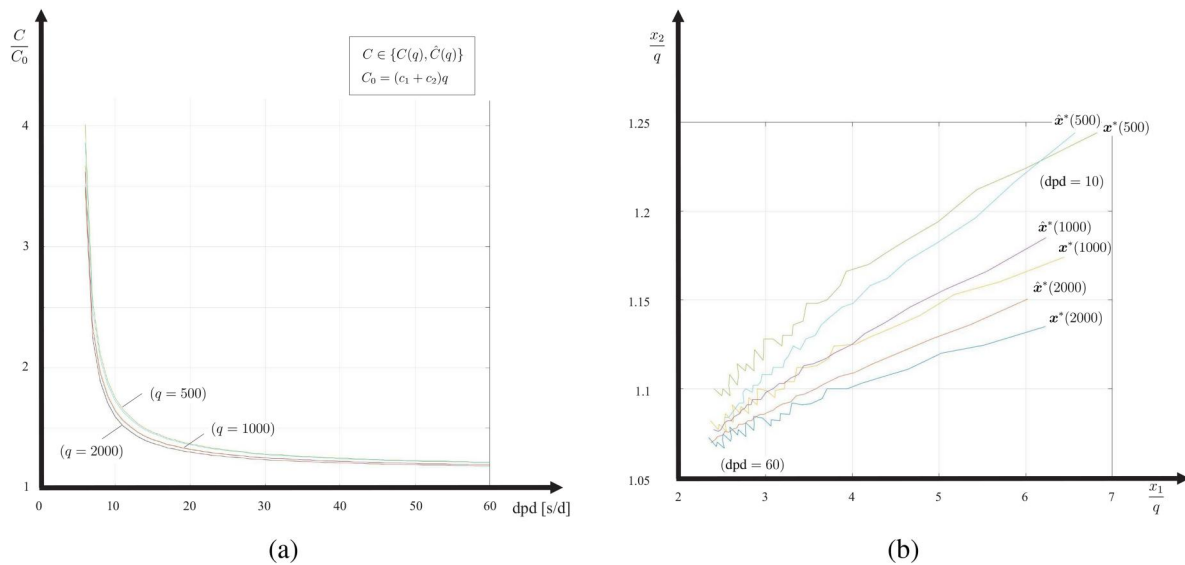 C/C₀
C ∈ {C(q), Ĉ(q)}
C₀ = (c₁ + c₂)q
4
3
2
1
(q = 500)
(q = 1000)
(q = 2000)
0 10 20 30 40 50 60 dpd [s/d]
(a)
x₂/q
1.25
1.2
1.15
1.1
1.05
x̂*(500)
x*(500)
(dpd = 10)
x̂*(1000)
x*(1000)
x̂*(2000)
x*(2000)
(dpd = 60)
2 3 4 5 6 7 x₁/q
(b)